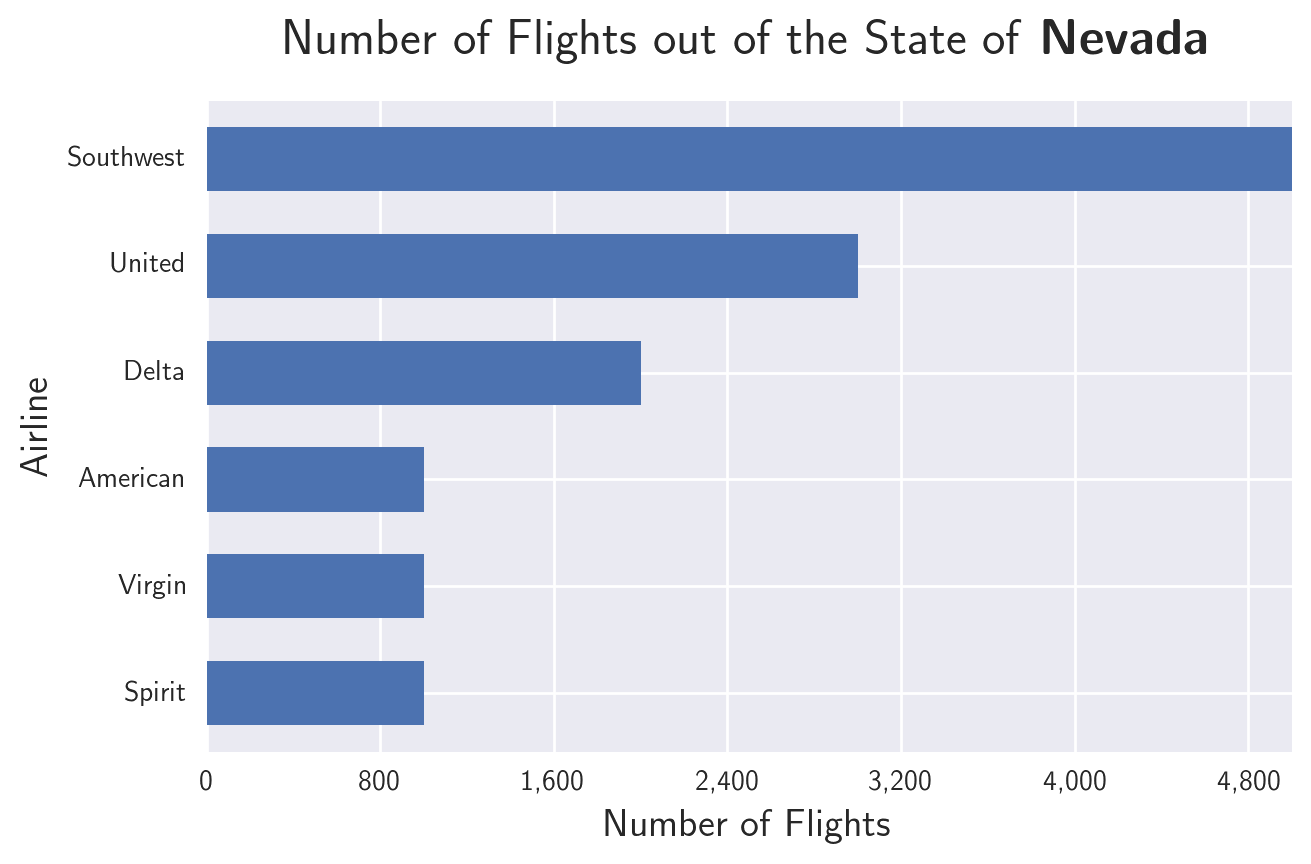 Number of Flights out of the State of Nevada
Southwest
United
Delta
American
Virgin
Spirit
Airline
0 800 1,600 2,400 3,200 4,000 4,800
Number of Flights